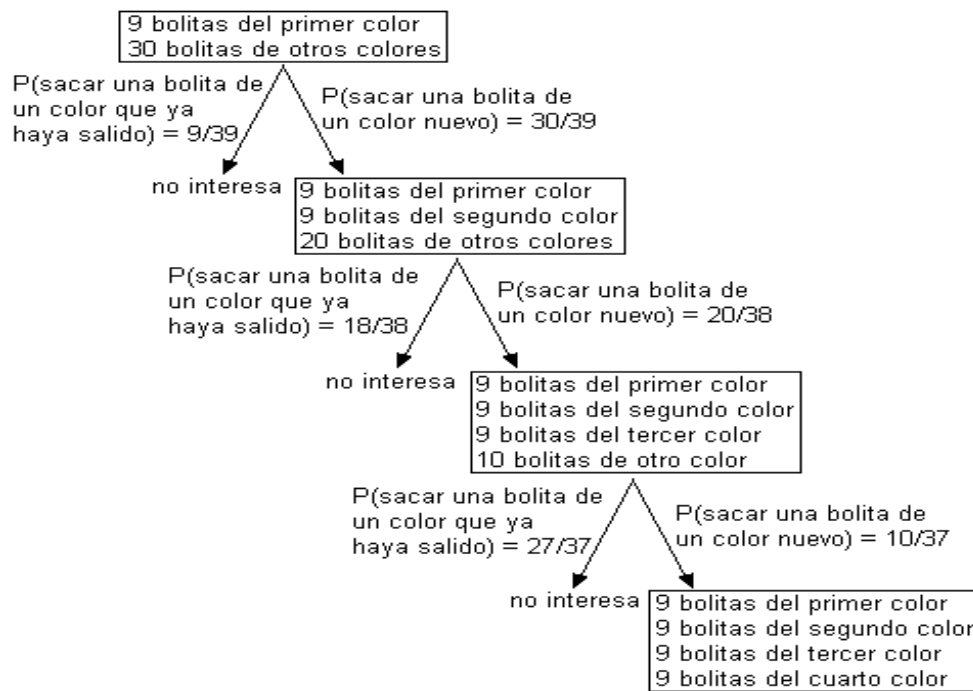 9 bolitas del primer color
30 bolitas de otros colores
P(sacar una bolita de
un color que ya
haya salido) = 9/39
P(sacar una bolita de
un color nuevo) = 30/39
no interesa
9 bolitas del primer color
9 bolitas del segundo color
20 bolitas de otros colores
P(sacar una bolita de
un color que ya
haya salido) = 18/38
P(sacar una bolita de
un color nuevo) = 20/38
no interesa
9 bolitas del primer color
9 bolitas del segundo color
9 bolitas del tercer color
10 bolitas de otro color
P(sacar una bolita de
un color que ya
haya salido) = 27/37
P(sacar una bolita de
un color nuevo) = 10/37
no interesa
9 bolitas del primer color
9 bolitas del segundo color
9 bolitas del tercer color
9 bolitas del cuarto color